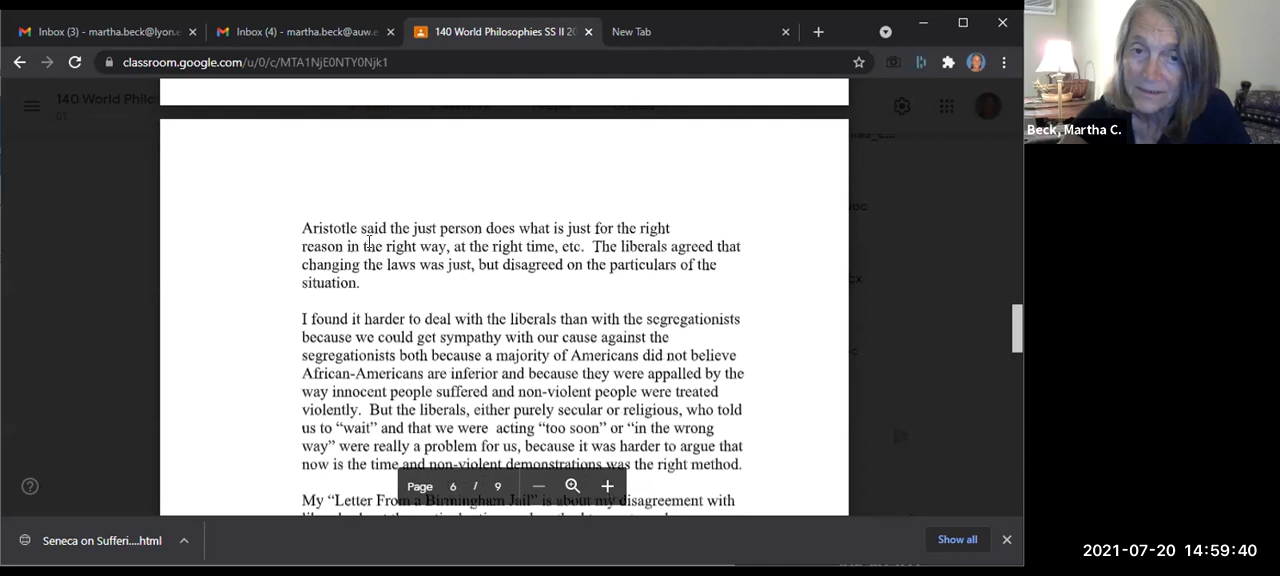 Inbox (3) - martha.beck@lyon.e
Inbox (4) - martha.beck@auw.e
140 World Philosophies SS II 20
New Tab
classroom.google.com/u/0/c/MTA1NjE0NTY0Njk1
140 World Philc
01
Beck, Martha C.
oc
cx
Aristotle said the just person does what is just for the right
reason in the right way, at the right time, etc. The liberals agreed that
changing the laws was just, but disagreed on the particulars of the
situation.
I found it harder to deal with the liberals than with the segregationists
because we could get sympathy with our cause against the
segregationists both because a majority of Americans did not believe
African-Americans are inferior and because they were appalled by the
way innocent people suffered and non-violent people were treated
violently. But the liberals, either purely secular or religious, who told
us to “wait” and that we were acting “too soon” or “in the wrong
way” were really a problem for us, because it was harder to argue that
now is the time and non-violent demonstrations was the right method.
Page 6 / 9
My “Letter From a Birmingham Jail” is about my disagreement with
Seneca on Sufferi....html
Show all
2021-07-20 14:59:40